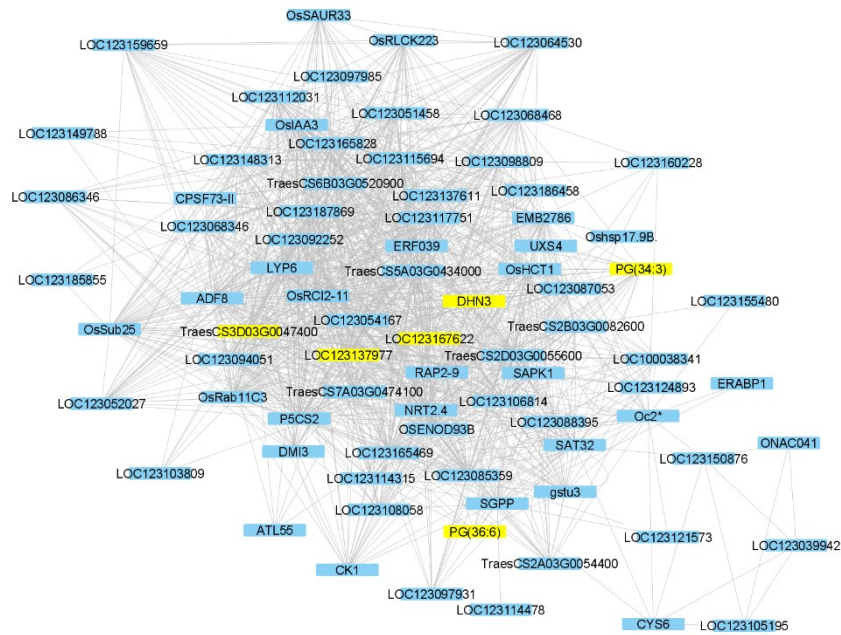 OsSAUR33
LOC123159659
OsRLCK223
LOC123064530
LOC123097985
LOC123112031
LOC123051458
LOC123068468
OsIAA3
LOC123149788
LOC123165828
LOC123148313
LOC123115694
LOC123098809
LOC123160228
TraesCS6B03G0520900
LOC123086346
CPSF73-II
LOC123137611
LOC123186458
LOC123187869
LOC123117751
EMB2786
LOC123068346
Oshsp17.9B.
LOC123092252
ERF039
UXS4
LYP6
TraesCS5A03G0434000
OsHCT1
PG(34:3)
LOC123185855
LOC123087053
ADF8
OsRCI2-11
DHN3
LOC123155480
LOC123054167
OsSub25
TraesCS3D03G0047400
LOC123167622
TraesCS2B03G0082600
LOC123137977
TraesCS2D03G0055600
LOC123094051
LOC100038341
RAP2-9
SAPK1
LOC123124893
ERABP1
OsRab11C3
TraesCS7A03G0474100
LOC123052027
LOC123106814
NRT2.4
P5CS2
LOC123088395
Oc2*
OSENOD93B
SAT32
ONAC041
DMI3
LOC123165469
LOC123150876
LOC123103809
LOC123114315
LOC123085359
gstu3
SGPP
LOC123108058
ATL55
PG(36:6)
LOC123121573
LOC123039942
CK1
TraesCS2A03G0054400
LOC123097931
LOC123114478
CYS6
LOC123105195